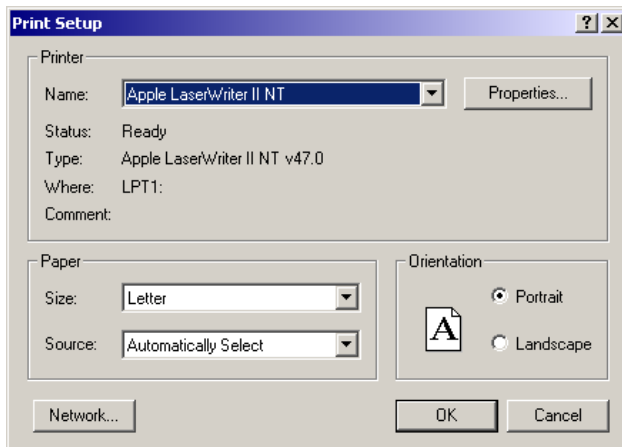 Print Setup
Printer
Name: Apple LaserWriter II NT Properties...
Status: Ready
Type: Apple LaserWriter II NT v47.0
Where: LPT1:
Comment:
Paper
Size: Letter
Source: Automatically Select
Orientation
A
Portrait
Landscape
Network... OK Cancel